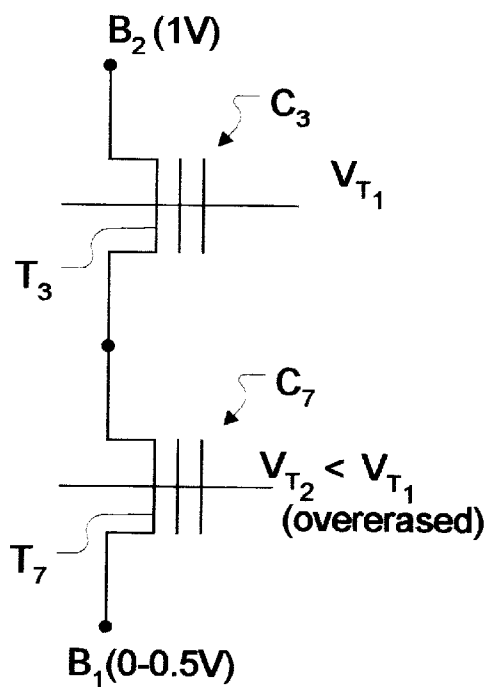 B₂ (1V)
C₃
V_T₁
T₃
C₇
V_T₂ < V_T₁
(overerased)
T₇
B₁ (0-0.5V)